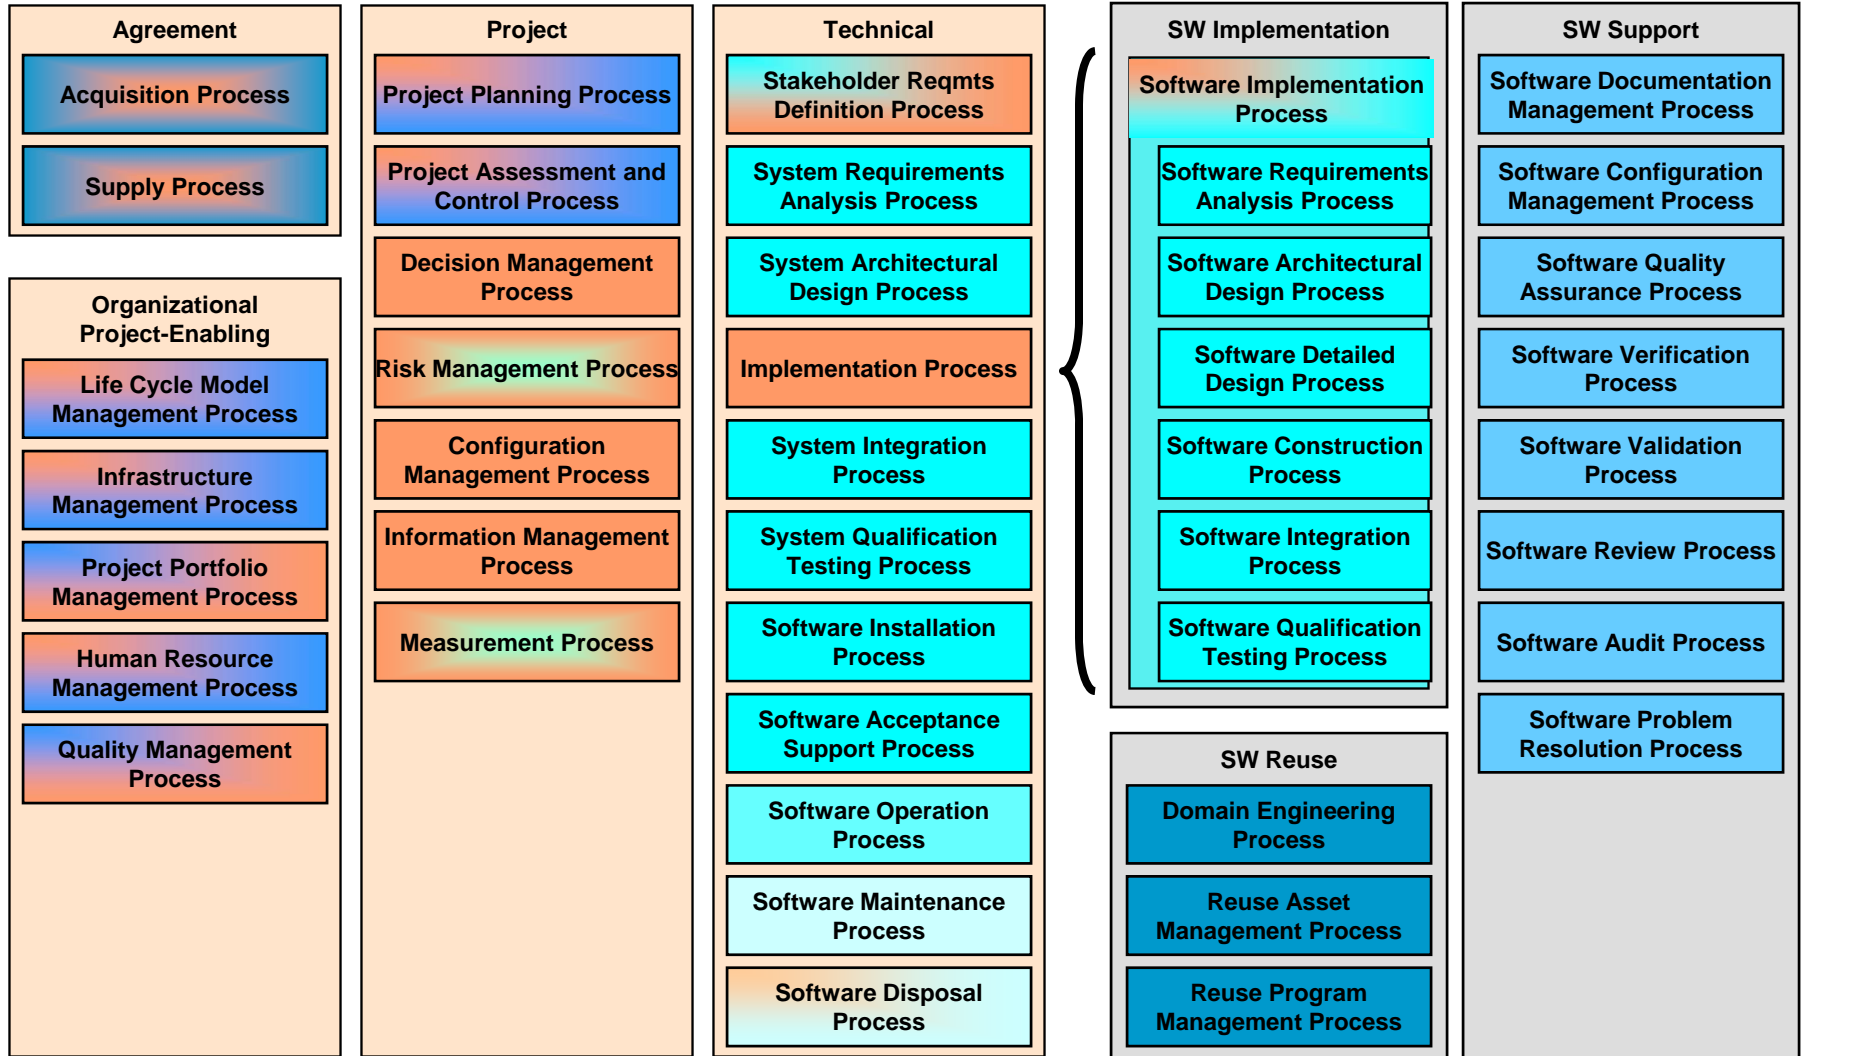 Agreement
Acquisition Process
Supply Process
Organizational
Project-Enabling
Life Cycle Model
Management Process
Infrastructure
Management Process
Project Portfolio
Management Process
Human Resource
Management Process
Quality Management
Process
Project
Project Planning Process
Project Assessment and
Control Process
Decision Management
Process
Risk Management Process
Configuration
Management Process
Information Management
Process
Measurement Process
Technical
Stakeholder Reqmts
Definition Process
System Requirements
Analysis Process
System Architectural
Design Process
Implementation Process
System Integration
Process
System Qualification
Testing Process
Software Installation
Process
Software Acceptance
Support Process
Software Operation
Process
Software Maintenance
Process
Software Disposal
Process
SW Implementation
Software Implementation
Process
Software Requirements
Analysis Process
Software Architectural
Design Process
Software Detailed
Design Process
Software Construction
Process
Software Integration
Process
Software Qualification
Testing Process
SW Reuse
Domain Engineering
Process
Reuse Asset
Management Process
Reuse Program
Management Process
SW Support
Software Documentation
Management Process
Software Configuration
Management Process
Software Quality
Assurance Process
Software Verification
Process
Software Validation
Process
Software Review Process
Software Audit Process
Software Problem
Resolution Process